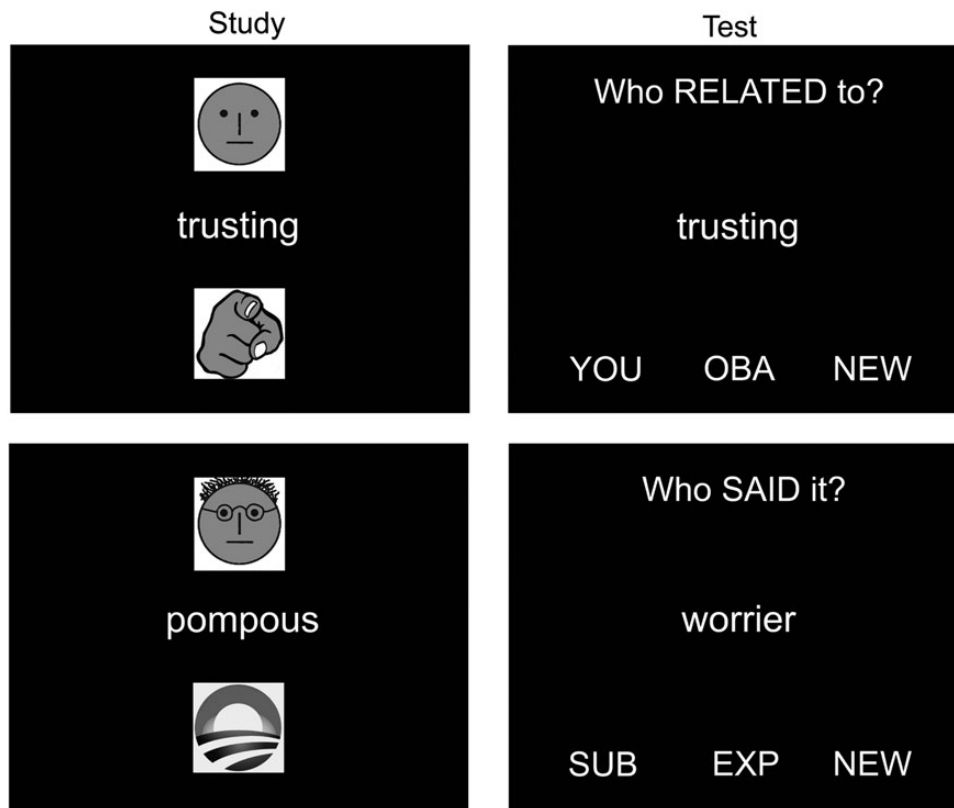 Study
trusting
pompous
Test
Who RELATED to?
trusting
YOU OBA NEW
Who SAID it?
worrier
SUB EXP NEW